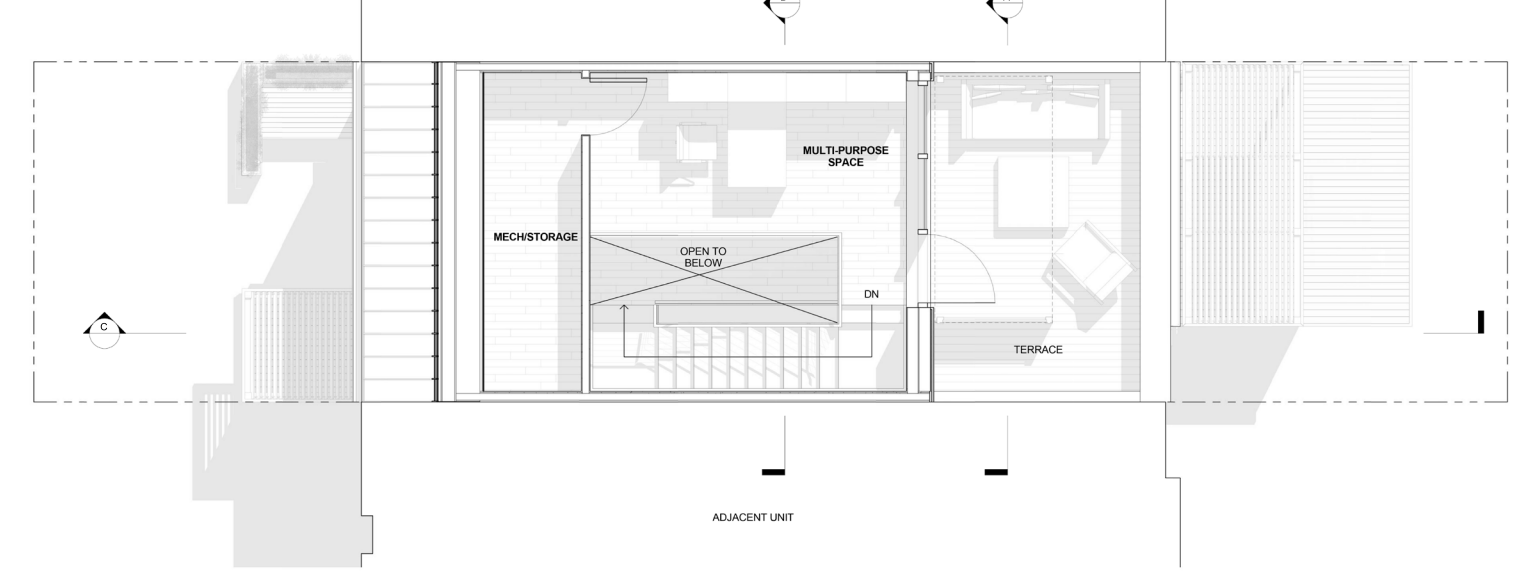 MULTI-PURPOSE
SPACE
MECH/STORAGE
OPEN TO
BELOW
DN
C
TERRACE
ADJACENT UNIT